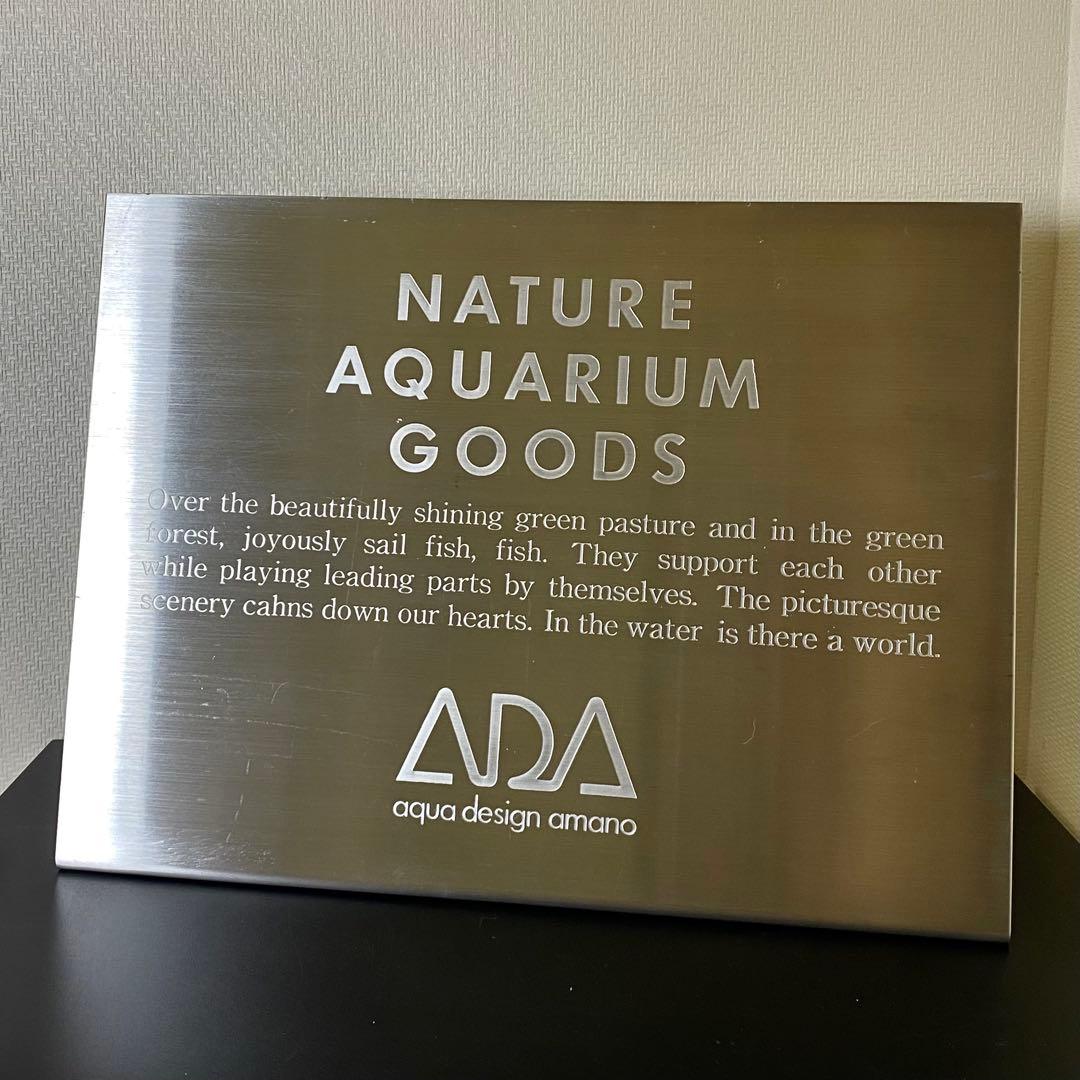 NATURE
AQUARIUM
GOODS
Over the beautifully shining green pasture and in the green
forest, joyously sail fish, fish. They support each other
while playing leading parts by themselves. The picturesque
scenery cahns down our hearts. In the water is there a world.
ADA
aqua design amano